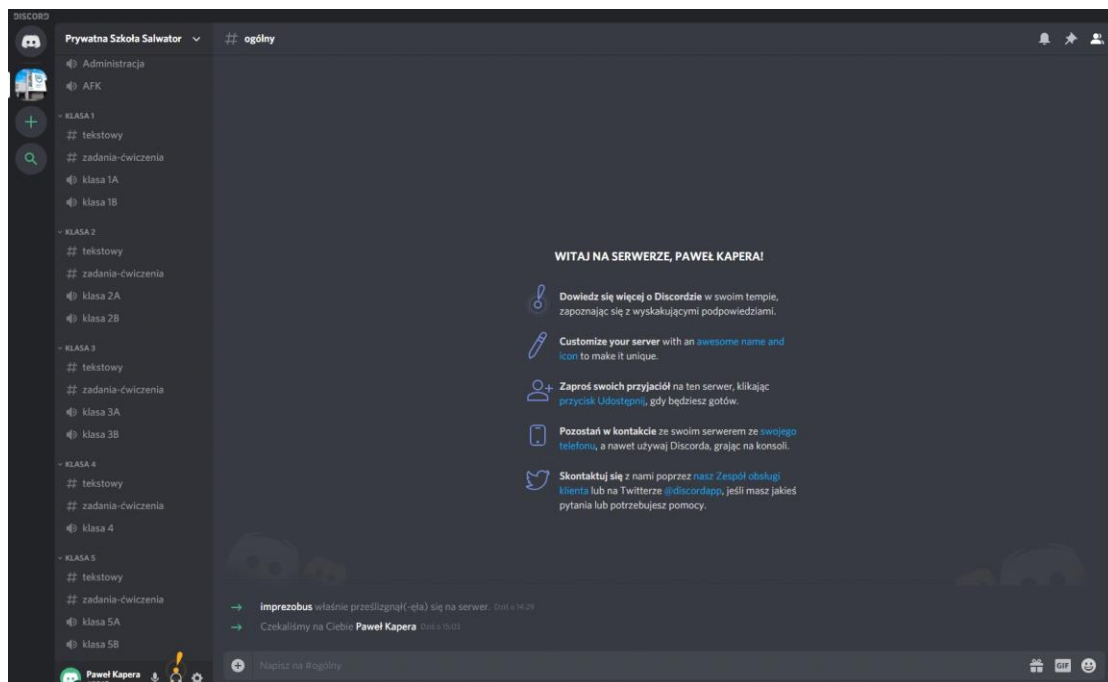 DISCORD
Prywatna Szkoła Salwator
Administracja
AFK
KLASA 1
# tekstowy
# zadania-ćwiczenia
klasa 1A
klasa 1B
KLASA 2
# tekstowy
# zadania-ćwiczenia
klasa 2A
klasa 2B
KLASA 3
# tekstowy
# zadania-ćwiczenia
klasa 3A
klasa 3B
KLASA 4
# tekstowy
# zadania-ćwiczenia
klasa 4
KLASA 5
# tekstowy
# zadania-ćwiczenia
klasa 5A
klasa 5B
Paweł Kapera
# ogólny
WITAJ NA SERWERZE, PAWEŁ KAPERA!
Dowiedz się więcej o Discordzie w swoim tempie,
zapoznając się z wyskakującymi podpowiedziami.
Customize your server with an awesome name and
icon to make it unique.
Zaproś swoich przyjaciół na ten serwer, klikając
przycisk Udostępnij, gdy będziesz gotów.
Pozostań w kontakcie ze swoim serwerem ze swojego
telefonu, a nawet używaj Discorda, grając na konsoli.
Skontaktuj się z nami poprzez nasz Zespół obsługi
klienta lub na Twitterze @discordapp, jeśli masz jakieś
pytania lub potrzebujesz pomocy.
imprezobus właśnie prześlizgnął(-ęła) się na serwer. Dziś o 14:29
Czekaliśmy na Ciebie Paweł Kapera Dziś o 15:03
Napisz na #ogólny
GIF